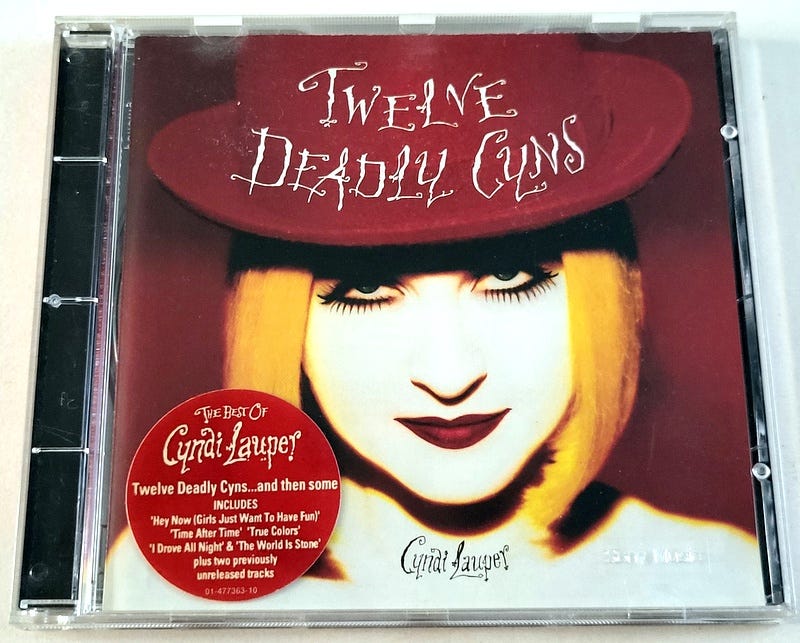 TWELVE
DEADLY CYNS
THE BEST OF
Cyndi Lauper
Twelve Deadly Cyns...and then some
INCLUDES
'Hey Now (Girls Just Want To Have Fun)'
'Time After Time' 'True Colors'
'I Drove All Night' & 'The World Is Stone'
plus two previously
unreleased tracks
01-477363-10
Cyndi Lauper
Sony Music